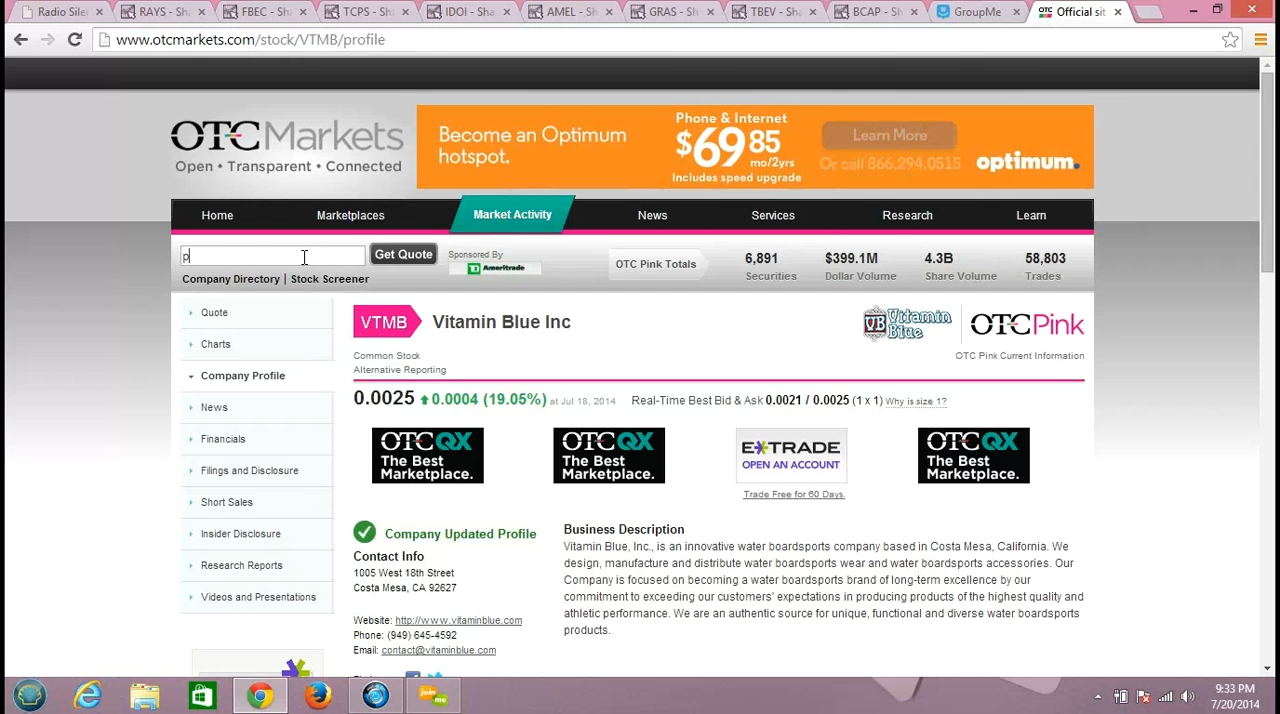 Radio Siler
RAYS - Sha
FBEC - Sha
TCPS - Sha
IDOI - Sha
AMEL - Sha
GRAS - Sha
TBEV - Sha
BCAP - Sha
GroupMe
OTC Official sit
www.otcmarkets.com/stock/VTMB/profile
OTCMarkets
Open • Transparent • Connected
Become an Optimum
hotspot.
Phone & Internet
$69.85
mo/2yrs
Includes speed upgrade
Learn More
Or call 866.294.0515
optimum.
Home
Marketplaces
Market Activity
News
Services
Research
Learn
p
Get Quote
Sponsored By
Ameritrade
OTC Pink Totals
6,891
Securities
$399.1M
Dollar Volume
4.3B
Share Volume
58,803
Trades
Company Directory | Stock Screener
Quote
Charts
Company Profile
News
Financials
Filings and Disclosure
Short Sales
Insider Disclosure
Research Reports
Videos and Presentations
VTMB
Vitamin Blue Inc
VB Vitamin Blue
OTCPink
Common Stock
Alternative Reporting
OTC Pink Current Information
0.0025 0.0004 (19.05%) at Jul 18, 2014
Real-Time Best Bid & Ask 0.0021 / 0.0025 (1 x 1) Why is size 1?
OTCQX
The Best
Marketplace.
OTCQX
The Best
Marketplace.
E*TRADE
OPEN AN ACCOUNT
Trade Free for 60 Days.
OTCQX
The Best
Marketplace.
Company Updated Profile
Contact Info
1005 West 18th Street
Costa Mesa, CA 92627
Website: http://www.vitaminblue.com
Phone: (949) 645-4592
Email: contact@vitaminblue.com
Business Description
Vitamin Blue, Inc., is an innovative water boardsports company based in Costa Mesa, California. We
design, manufacture and distribute water boardsports wear and water boardsports accessories. Our
Company is focused on becoming a water boardsports brand of long-term excellence by our
commitment to exceeding our customers' expectations in producing products of the highest quality and
athletic performance. We are an authentic source for unique, functional and diverse water boardsports
products.
join
me
9:33 PM
7/20/2014